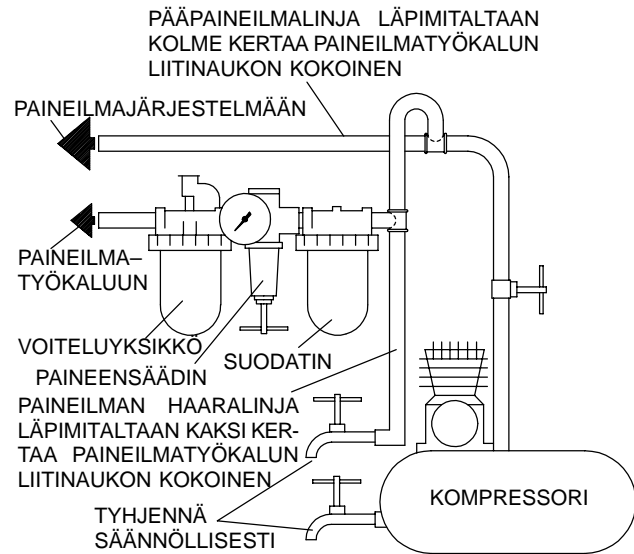 PÄÄPAINEILMALINJA LÄPIMITALTAAN
KOLME KERTAA PAINEILMATYÖKALUN
LIITINAUKON KOKOINEN
PAINEILMAJÄRJESTELMÄÄN
PAINEILMA–
TYÖKALUUN
VOITELUYKSIKKÖ
SUODATIN
PAINEENSÄÄDIN
PAINEILMAN HAARALINJA
LÄPIMITALTAAN KAKSI KER-
TAA PAINEILMATYÖKALUN
LIITINAUKON KOKOINEN
KOMPRESSORI
TYHJENNÄ
SÄÄNNÖLLISESTI